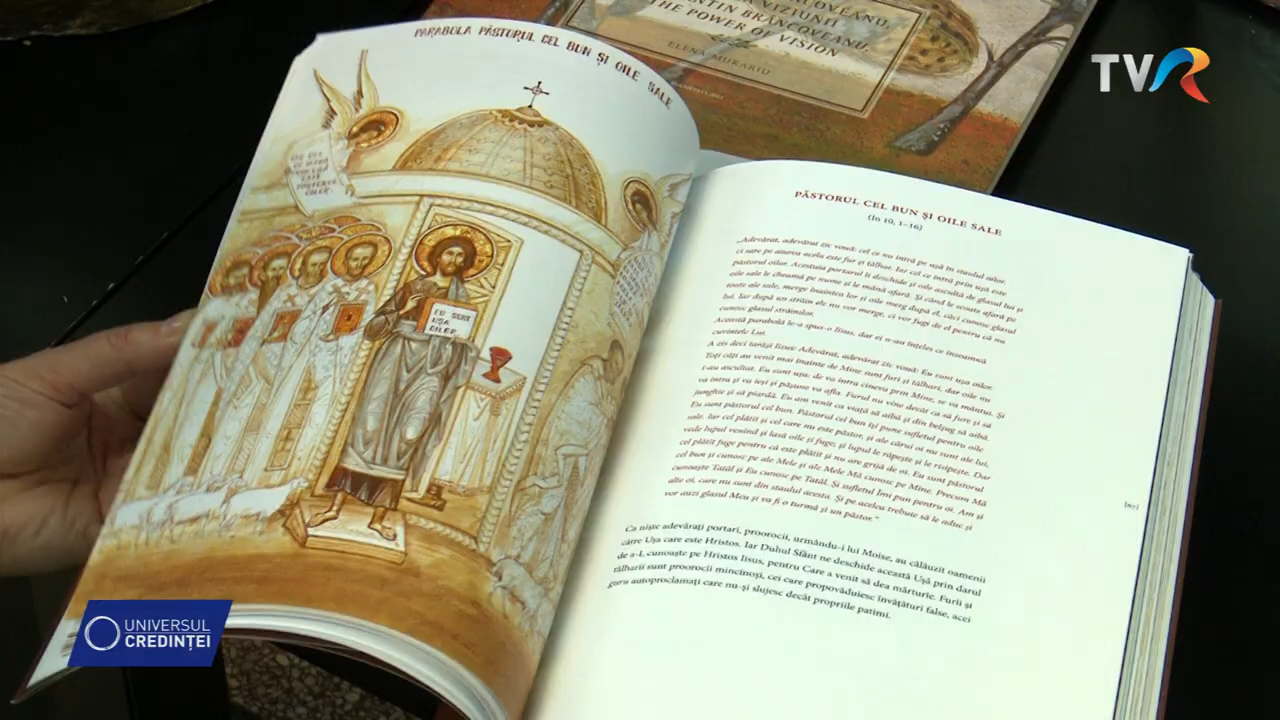 PARABOLA PĂSTORUL CEL BUN ȘI OILE SALE
EU SUNT
UȘA
OILOR
VIZIUNII
THE POWER OF VISION
ELENA MURARIU
TVR
PĂSTORUL CEL BUN ȘI OILE SALE
(In 10, 1–16)
„Adevărat, adevărat zic vouă: cel ce nu intră pe ușă în staulul oilor,
ci sare pe aiurea acela este fur și tâlhar. Iar cel ce intră prin ușă este
păstorul oilor. Acestuia portarul îi deschide și oile ascultă de glasul lui și
oile sale le cheamă pe nume și le mână afară. Și când le scoate afară pe
toate ale sale, merge înaintea lor și oile merg după el, căci cunosc glasul
lui. Iar după un străin ele nu vor merge, ci vor fugi de el pentru că nu
cunosc glasul străinilor.
Această parabolă le-a spus-o Iisus, dar ei n-au înțeles ce înseamnă
cuvintele Lui.
A zis deci iarăși Iisus: Adevărat, adevărat zic vouă: Eu sunt ușa oilor.
Toți câți au venit mai înainte de Mine sunt furi și tâlhari, dar oile nu
i-au ascultat. Eu sunt ușa: de va intra cineva prin Mine, se va mântui. Și
va intra și va ieși și pășune va afla. Furul nu vine decât ca să fure și să
junghie și să piardă. Eu am venit ca viață să aibă și din belșug să aibă.
Eu sunt păstorul cel bun. Păstorul cel bun își pune sufletul pentru oile
sale. Iar cel plătit și cel care nu este păstor, și ale cărui oi nu sunt ale lui,
vede lupul venind și lasă oile și fuge; și lupul le răpește și le risipește. Dar
cel plătit fuge pentru că este plătit și nu are grijă de oi. Eu sunt păstorul
cel bun și cunosc pe ale Mele și ale Mele Mă cunosc pe Mine. Precum Mă
cunoaște Tatăl și Eu cunosc pe Tatăl. Și sufletul Îmi pun pentru oi. Am și
alte oi, care nu sunt din staulul acesta. Și pe acelea trebuie să le aduc și
vor auzi glasul Meu și va fi o turmă și un păstor.”
Ca niște adevărați portari, proorocii, urmându-i lui Moise, au călăuzit oamenii
către Ușa care este Hristos. Iar Duhul Sfânt ne deschide această Ușă prin darul
de a-L cunoaște pe Hristos Iisus, pentru Care a venit să dea mărturie. Furii și
tâlharii sunt proorocii mincinoși, cei care propovăduiesc învățături false, acei
guru autoproclamați care nu-și slujesc decât propriile patimi.
UNIVERSUL
CREDINȚEI